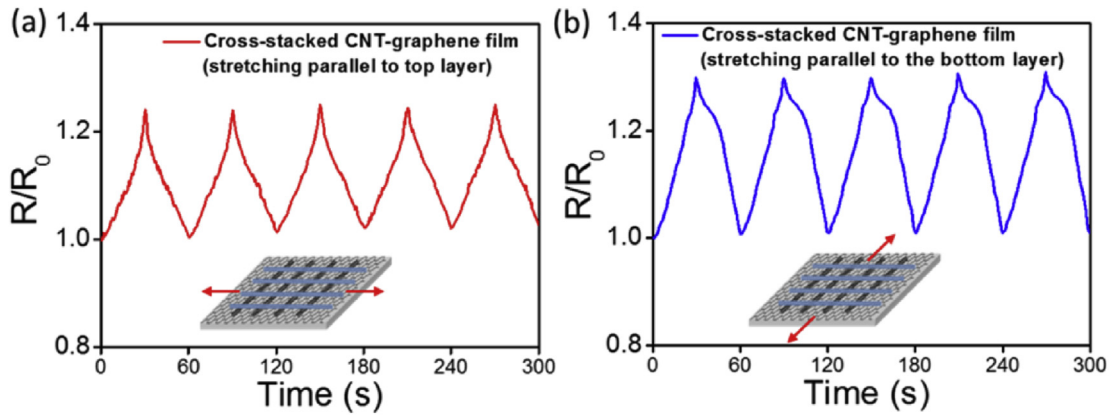 (a)
Cross-stacked CNT-graphene film
(stretching parallel to top layer)
R/R0
1.4
1.2
1.0
0.8
0 60 120 180 240 300
Time (s)
(b)
Cross-stacked CNT-graphene film
(stretching parallel to the bottom layer)
R/R0
1.4
1.2
1.0
0.8
0 60 120 180 240 300
Time (s)